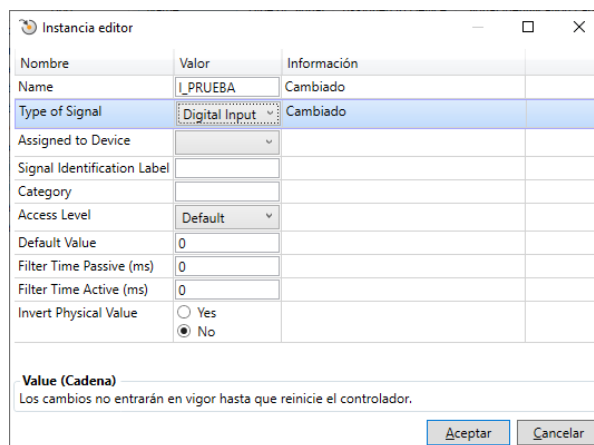 Instancia editor
Nombre Valor Información
Name I_PRUEBA Cambiado
Type of Signal Digital Input Cambiado
Assigned to Device
Signal Identification Label
Category
Access Level Default
Default Value 0
Filter Time Passive (ms) 0
Filter Time Active (ms) 0
Invert Physical Value Yes
No
Value (Cadena)
Los cambios no entrarán en vigor hasta que reinicie el controlador.
Aceptar Cancelar